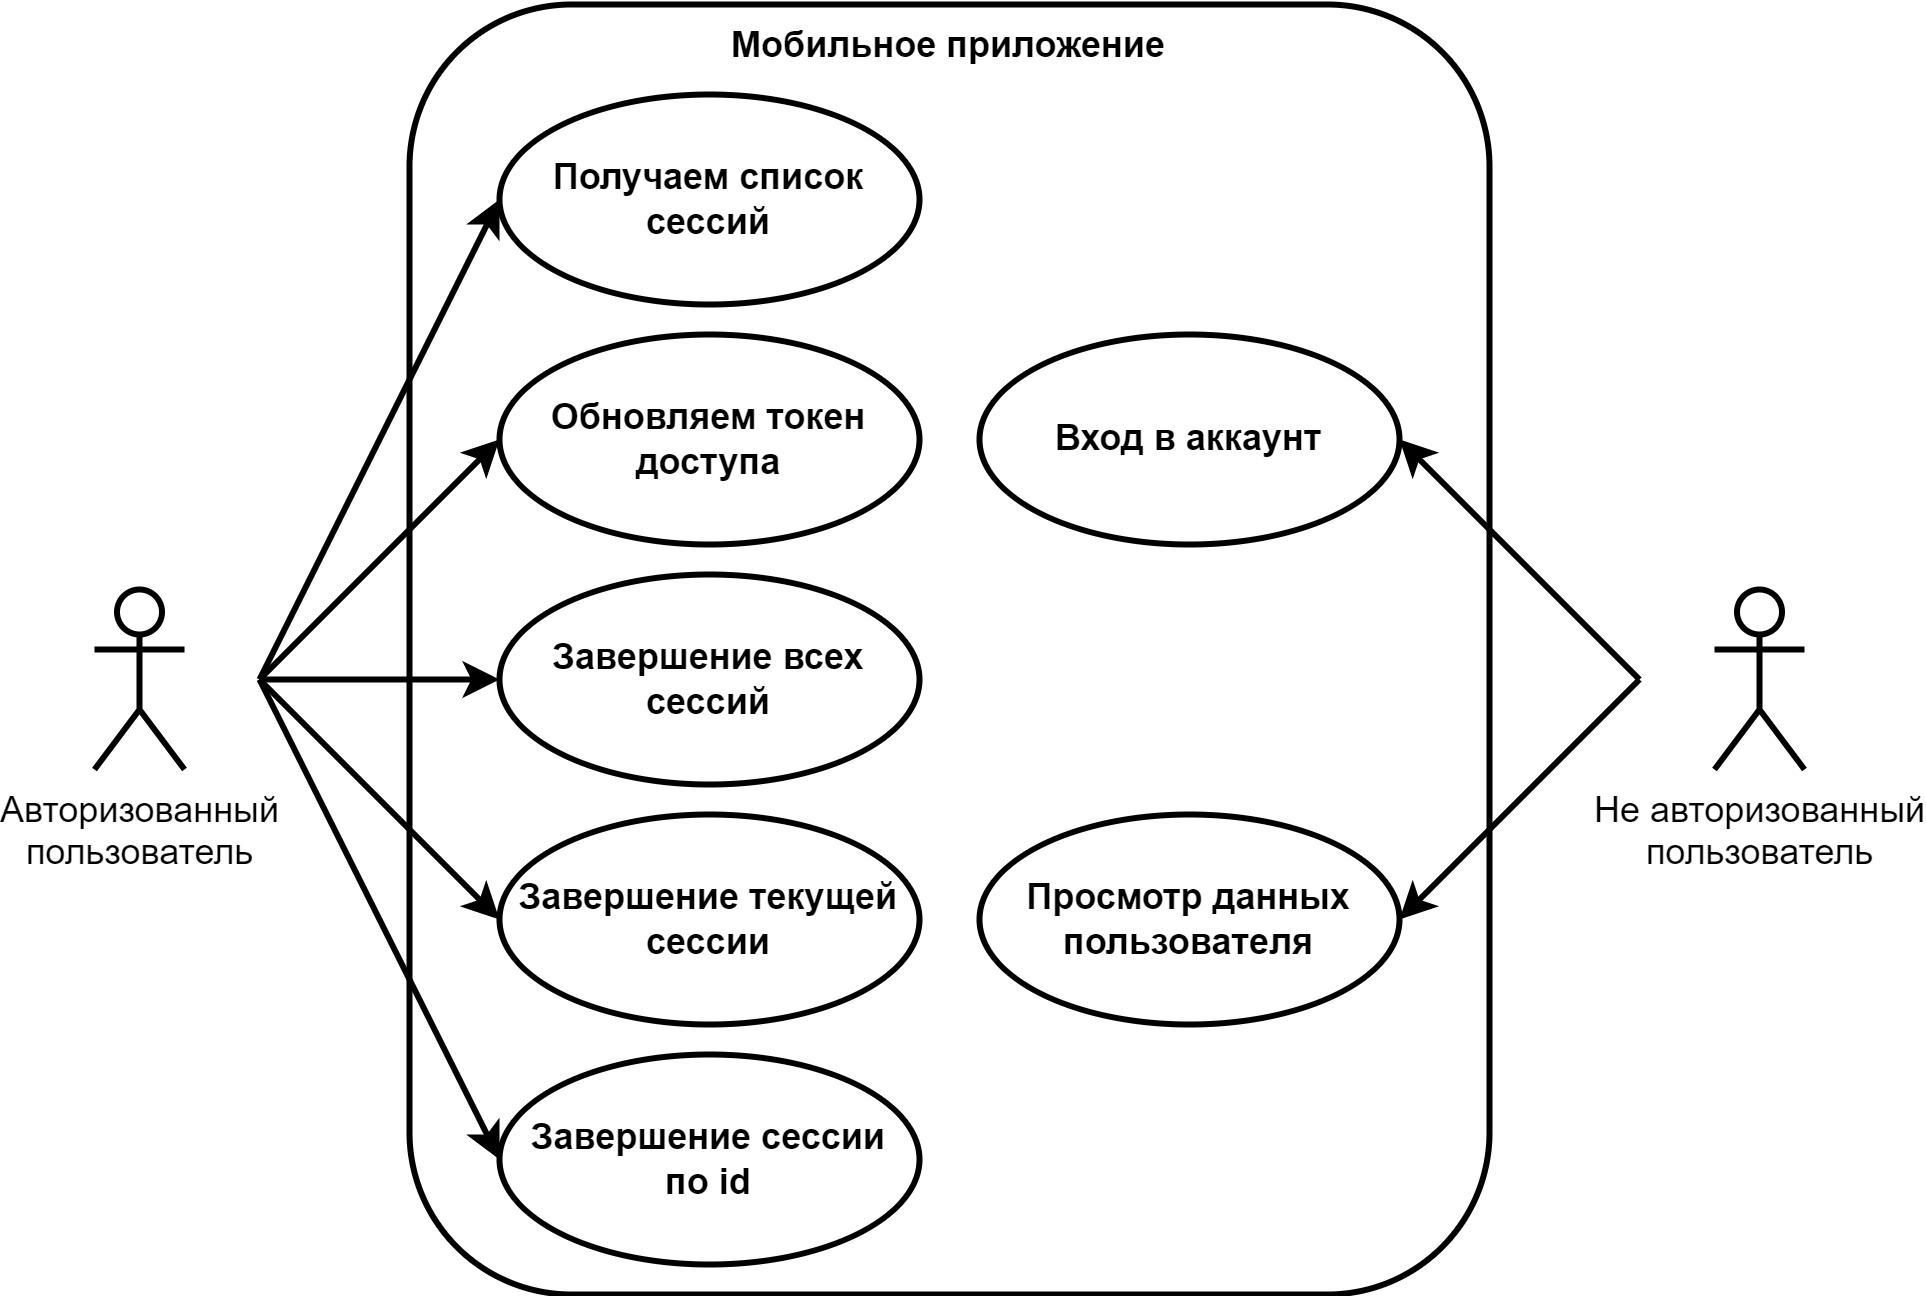 Мобильное приложение
Получаем список
сессий
Обновляем токен
доступа
Вход в аккаунт
Завершение всех
сессий
Авторизованный
пользователь
Не авторизованный
пользователь
Завершение текущей
сессии
Просмотр данных
пользователя
Завершение сессии
по id